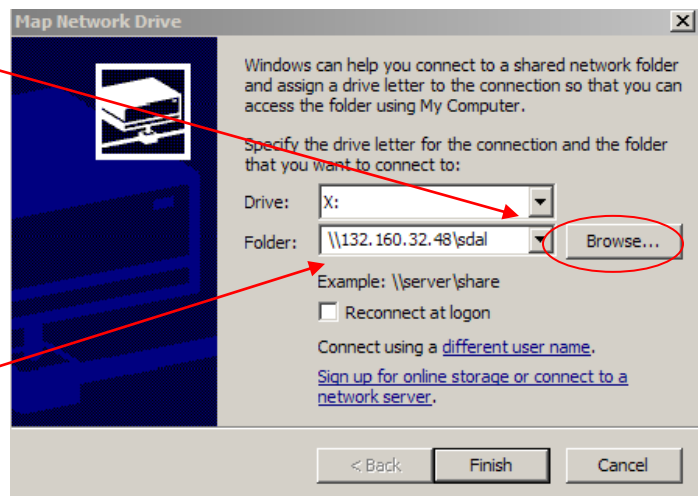 Map Network Drive
Windows can help you connect to a shared network folder
and assign a drive letter to the connection so that you can
access the folder using My Computer.
Specify the drive letter for the connection and the folder
that you want to connect to:
Drive: X:
Folder: \\132.160.32.48\sdal Browse...
Example: \\server\share
Reconnect at logon
Connect using a different user name.
Sign up for online storage or connect to a
network server.
< Back Finish Cancel